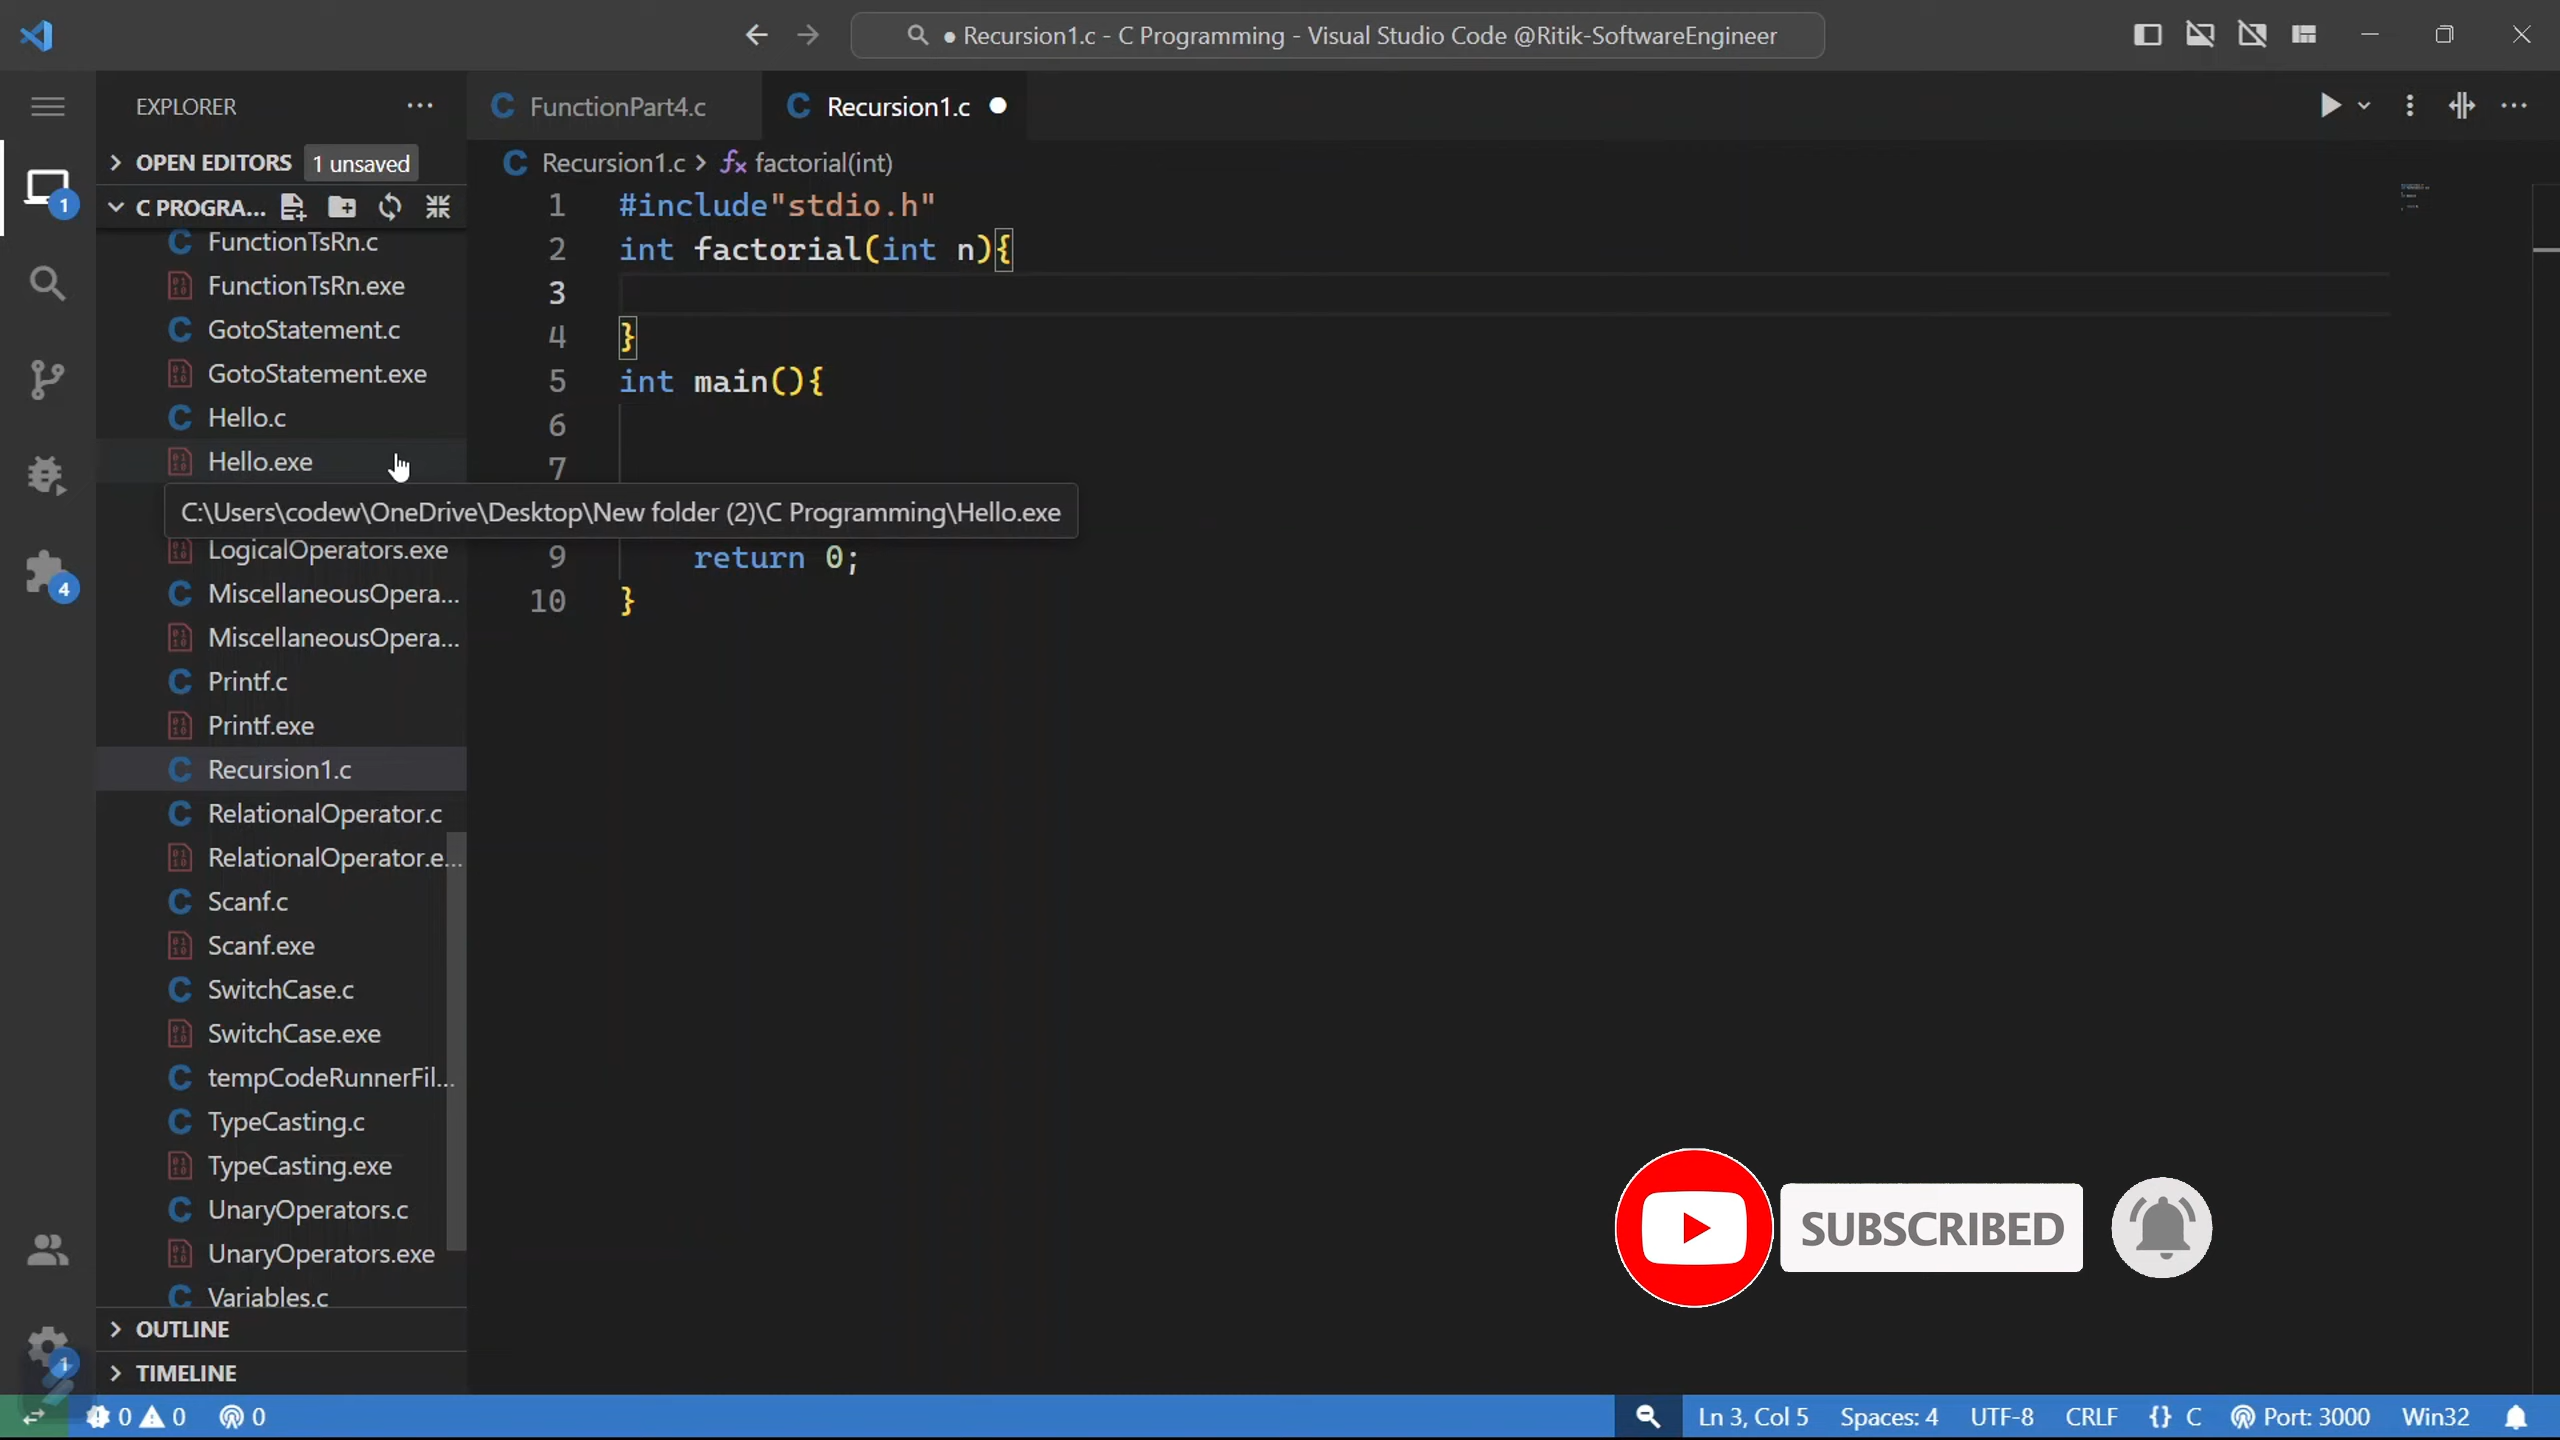 ● Recursion1.c - C Programming - Visual Studio Code @Ritik-SoftwareEngineer
EXPLORER
OPEN EDITORS 1 unsaved
C PROGRA...
FunctionTsRn.c
FunctionTsRn.exe
GotoStatement.c
GotoStatement.exe
Hello.c
Hello.exe
C:\Users\codew\OneDrive\Desktop\New folder (2)\C Programming\Hello.exe
LogicalOperators.exe
MiscellaneousOpera...
MiscellaneousOpera...
Printf.c
Printf.exe
Recursion1.c
RelationalOperator.c
RelationalOperator.e...
Scanf.c
Scanf.exe
SwitchCase.c
SwitchCase.exe
tempCodeRunnerFil...
TypeCasting.c
TypeCasting.exe
UnaryOperators.c
UnaryOperators.exe
Variables.c
OUTLINE
TIMELINE
1
4
1
C FunctionPart4.c
C Recursion1.c ●
C Recursion1.c > fx factorial(int)
1 #include"stdio.h"
2 int factorial(int n){
3
4 }
5 int main(){
6
7
9 return 0;
10 }
SUBSCRIBED
0 0 0
Ln 3, Col 5 Spaces: 4 UTF-8 CRLF {} C Port: 3000 Win32